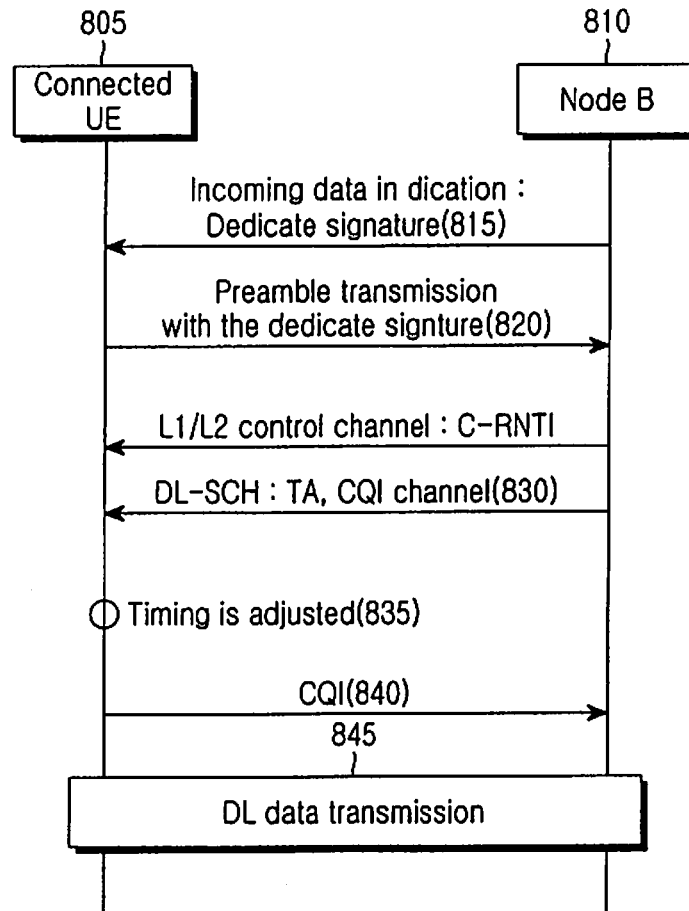 805
810
Connected
UE
Node B
Incoming data in dication :
Dedicate signature(815)
Preamble transmission
with the dedicate signture(820)
L1/L2 control channel : C-RNTI
DL-SCH : TA, CQI channel(830)
Timing is adjusted(835)
CQI(840)
845
DL data transmission